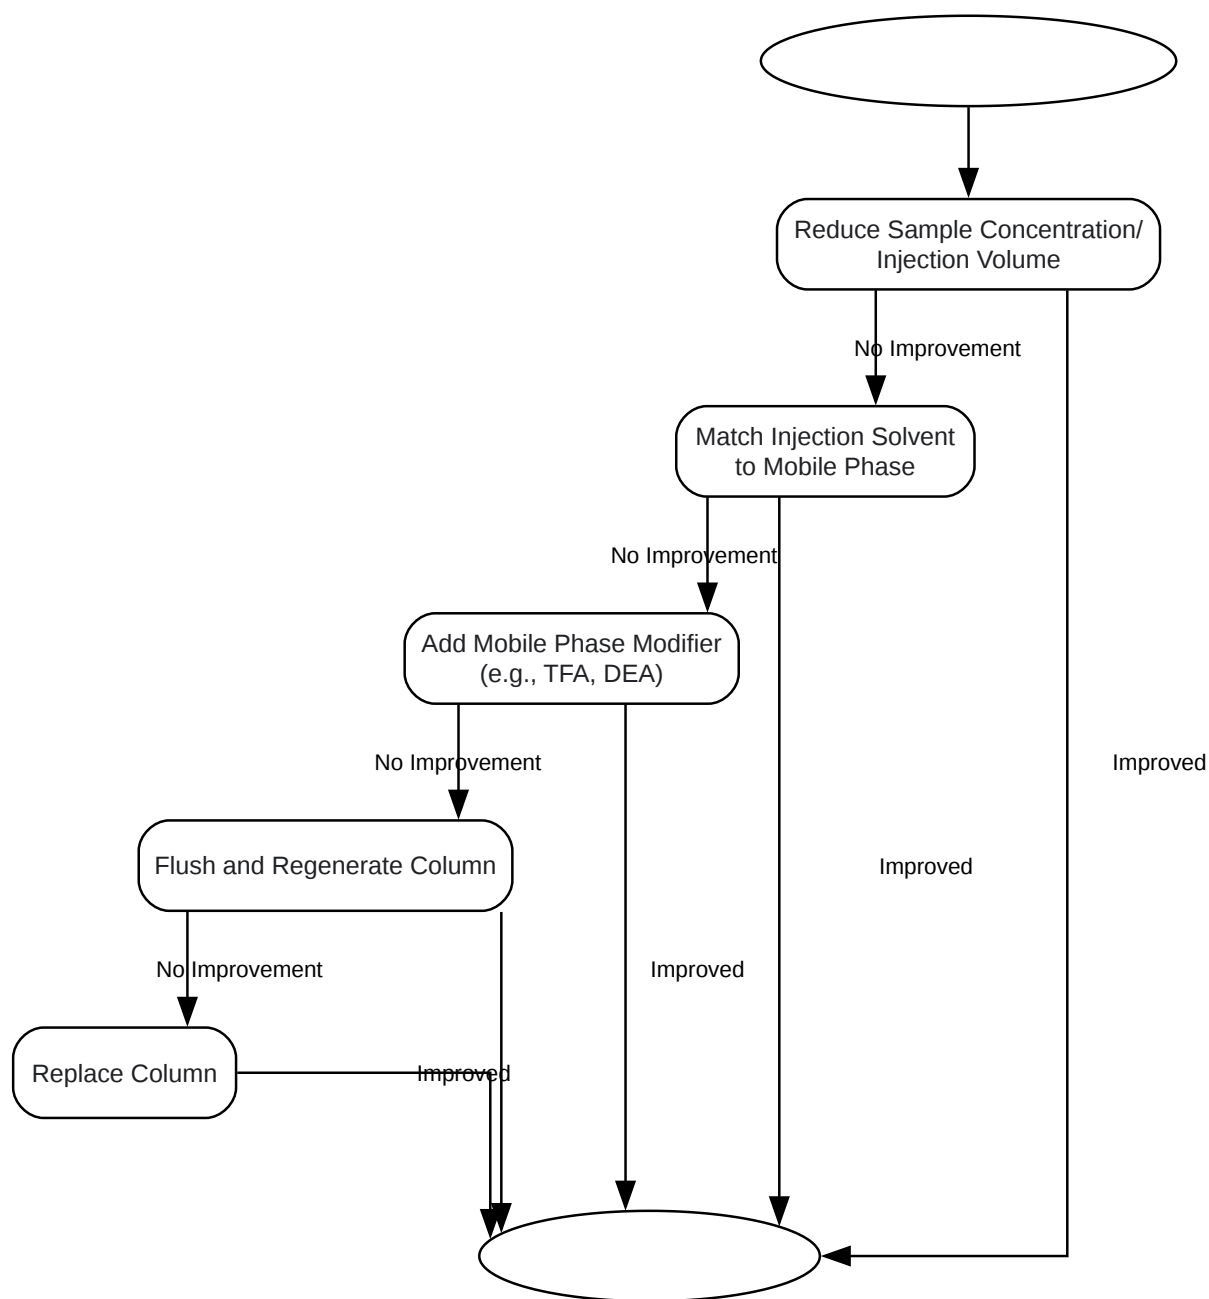 Reduce Sample Concentration/
Injection Volume
No Improvement
Match Injection Solvent
to Mobile Phase
No Improvement
Add Mobile Phase Modifier
(e.g., TFA, DEA)
No Improvement
Improved
Flush and Regenerate Column
Improved
No Improvement
Improved
Replace Column
Improved